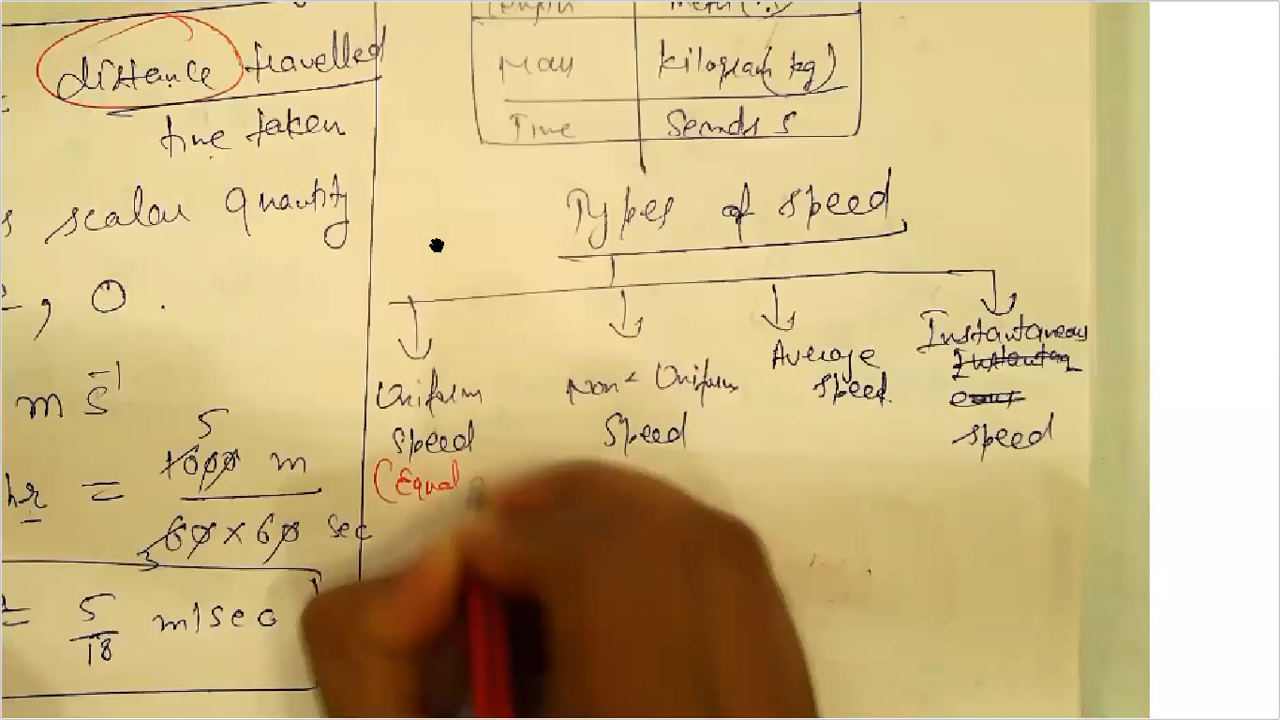 distance travelled
time taken
scalar quantity
, 0 .
m s⁻¹
5
1000 m
hr = 60 × 60 sec
3
= 5/18 m/sec
Mass kilogram (kg)
Time Seconds s
Types of speed
Uniform speed
(Equal
Non - Uniform speed
Average speed.
Instantaneous
speed